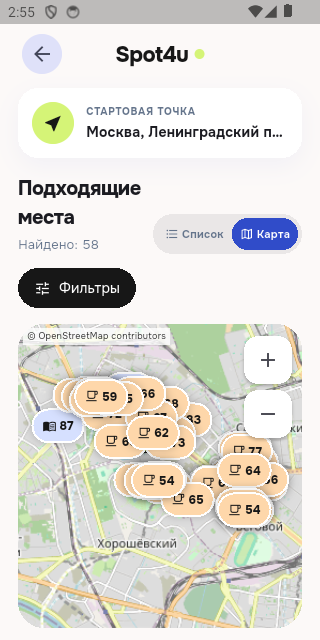 2:55
Spot4u
СТАРТОВАЯ ТОЧКА
Москва, Ленинградский п...
Подходящие
места
Найдено: 58
Список
Карта
Фильтры
© OpenStreetMap contributors
59
66
87
62
77
64
54
65
54
Хорошёвский